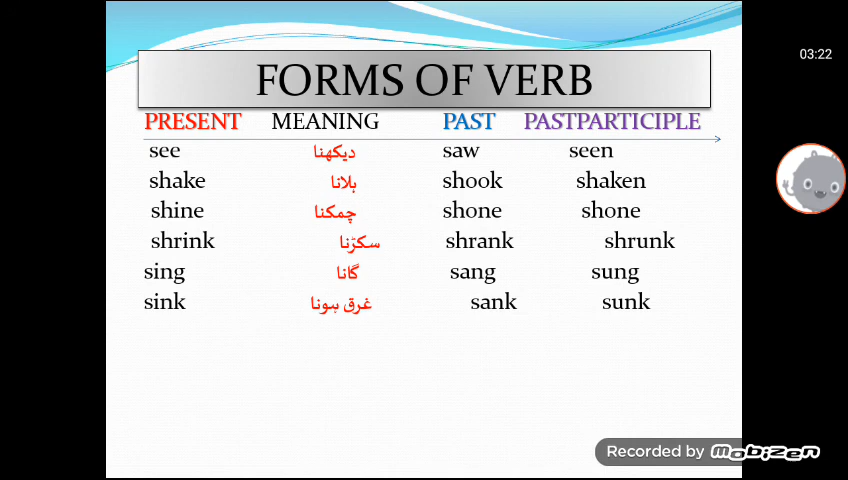 FORMS OF VERB
03:22
PRESENT MEANING PAST PASTPARTICIPLE
see دیکھنا saw seen
shake ہلانا shook shaken
shine چمکنا shone shone
shrink سکڑنا shrank shrunk
sing گانا sang sung
sink غرق ہونا sank sunk
Recorded by mobizen